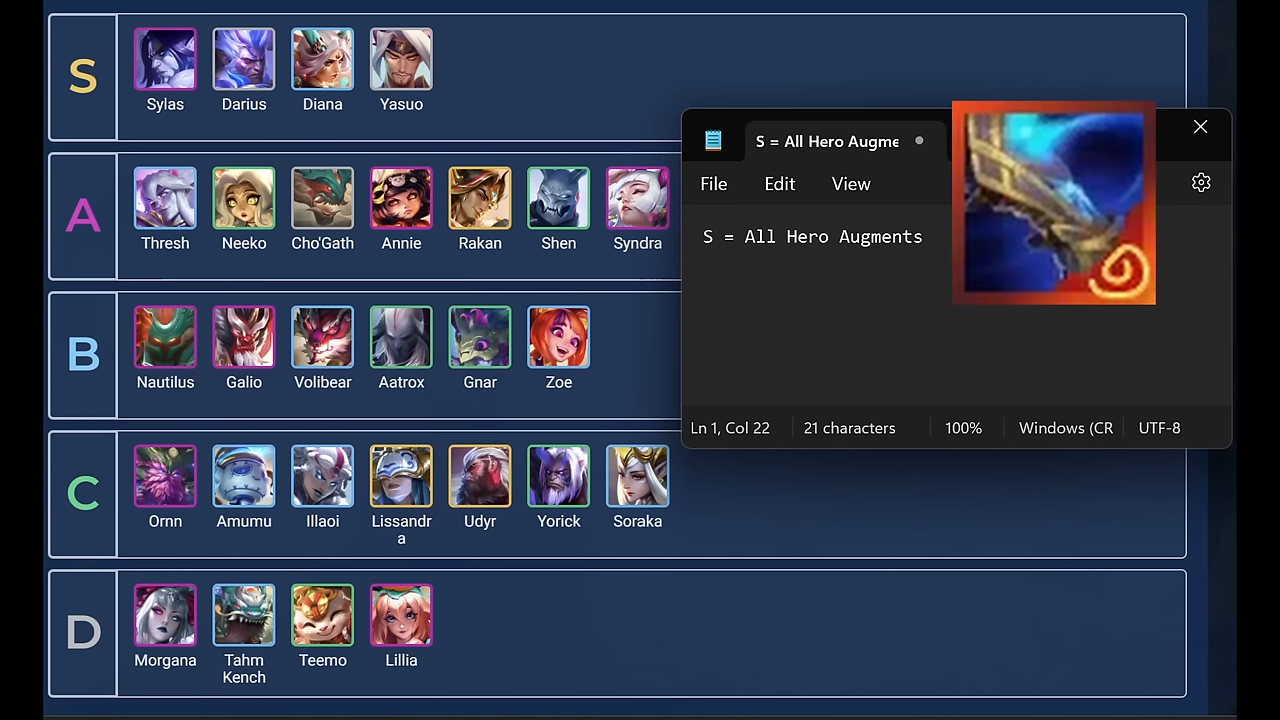 S
Sylas
Darius
Diana
Yasuo
A
Thresh
Neeko
Cho'Gath
Annie
Rakan
Shen
Syndra
B
Nautilus
Galio
Volibear
Aatrox
Gnar
Zoe
C
Ornn
Amumu
Illaoi
Lissandr
a
Udyr
Yorick
Soraka
D
Morgana
Tahm
Kench
Teemo
Lillia
S = All Hero Augme
File
Edit
View
S = All Hero Augments
Ln 1, Col 22
21 characters
100%
Windows (CR
UTF-8